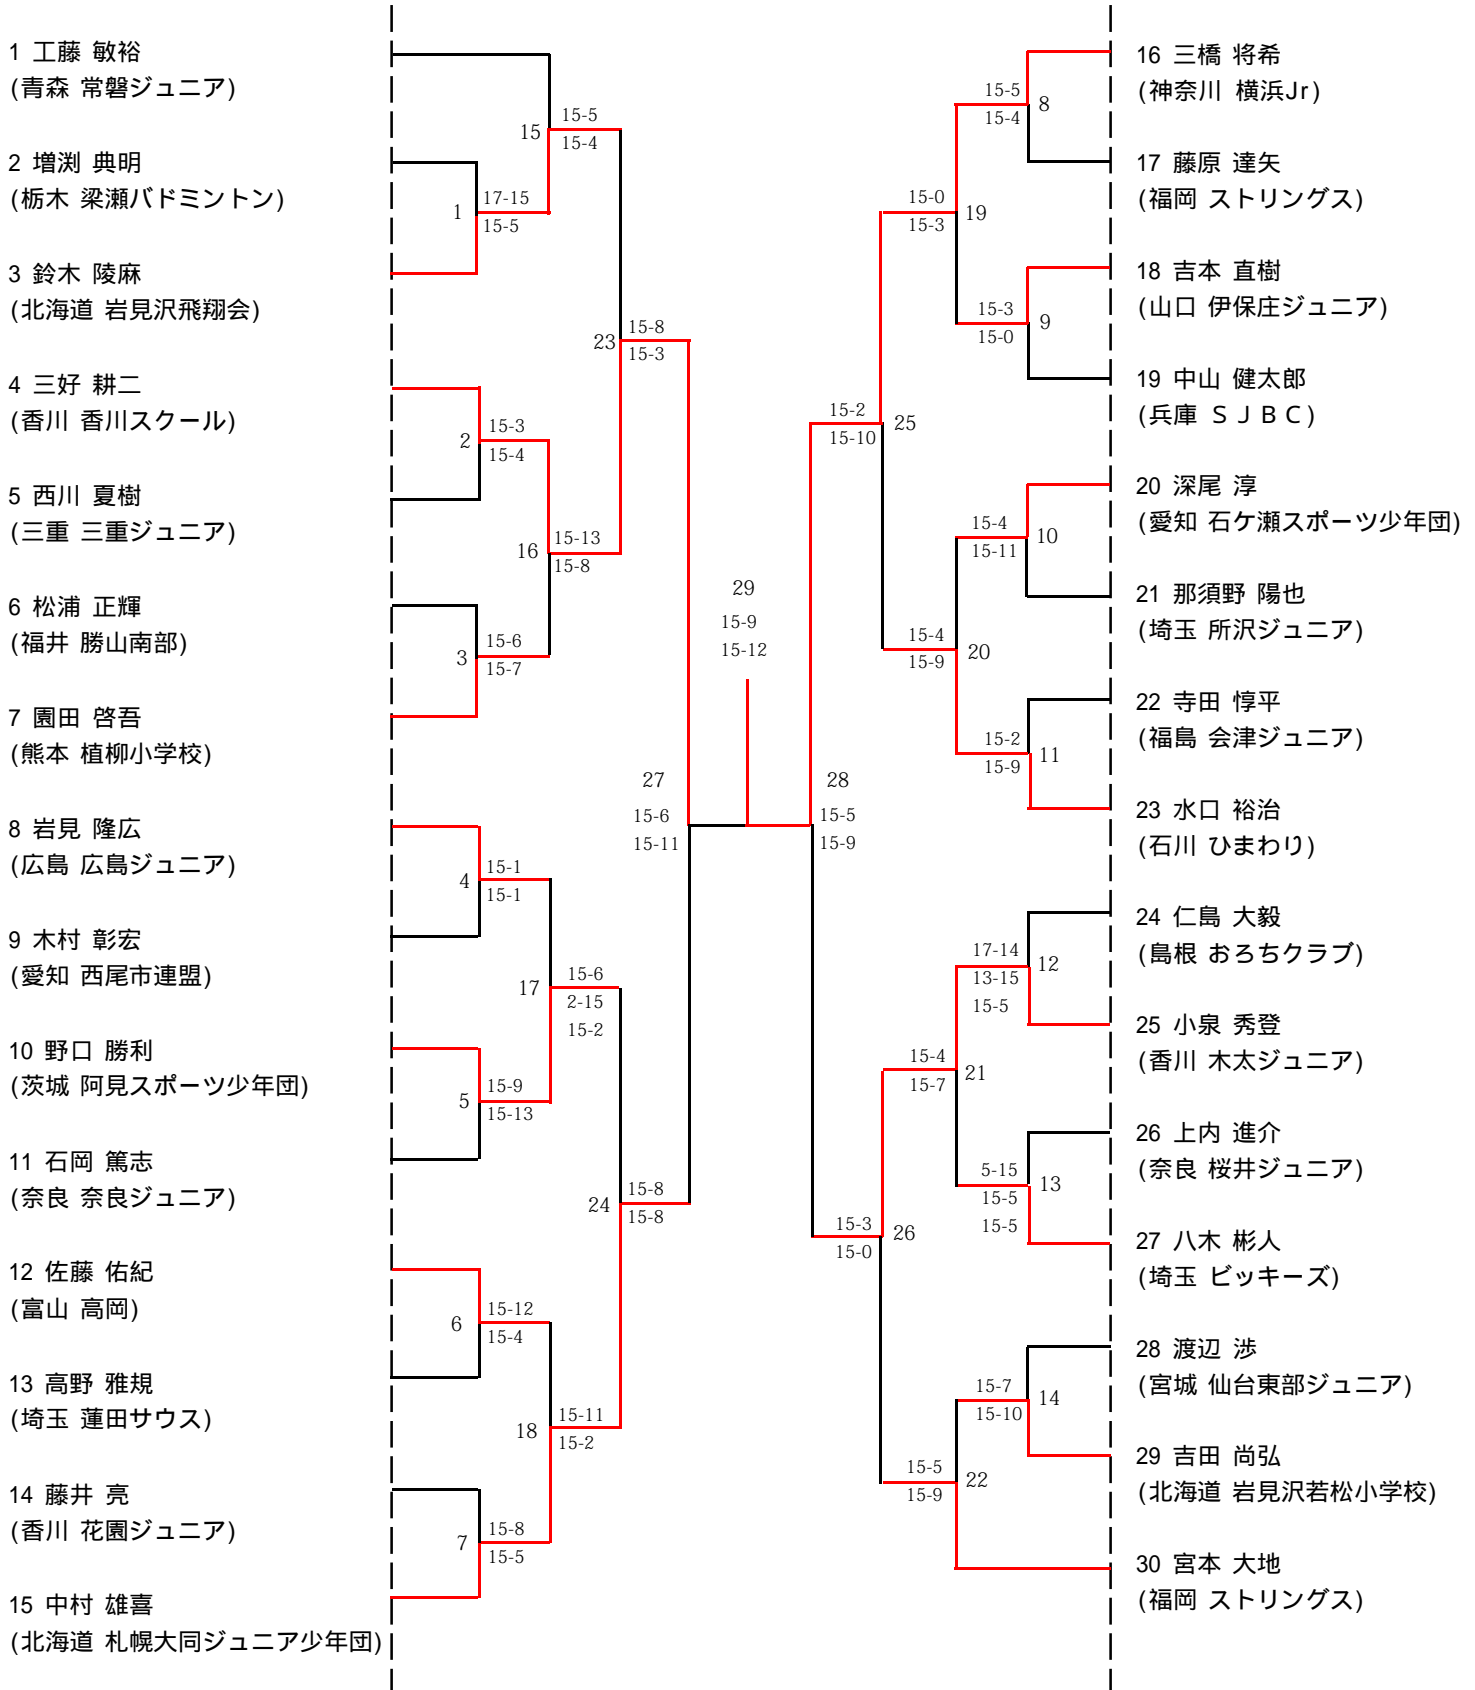 1 工藤 敏裕
(青森 常磐ジュニア)
2 増渕 典明
(栃木 梁瀬バドミントン)
3 鈴木 陵麻
(北海道 岩見沢飛翔会)
4 三好 耕二
(香川 香川スクール)
5 西川 夏樹
(三重 三重ジュニア)
6 松浦 正輝
(福井 勝山南部)
7 園田 啓吾
(熊本 植柳小学校)
8 岩見 隆広
(広島 広島ジュニア)
9 木村 彰宏
(愛知 西尾市連盟)
10 野口 勝利
(茨城 阿見スポーツ少年団)
11 石岡 篤志
(奈良 奈良ジュニア)
12 佐藤 佑紀
(富山 高岡)
13 高野 雅規
(埼玉 蓮田サウス)
14 藤井 亮
(香川 花園ジュニア)
15 中村 雄喜
(北海道 札幌大同ジュニア少年団)
1
17-15
15-5
2
15-3
15-4
3
15-6
15-7
4
15-1
15-1
5
15-9
15-13
6
15-12
15-4
7
15-8
15-5
15
15-5
15-4
16
15-13
15-8
17
15-6
2-15
15-2
18
15-11
15-2
23
15-8
15-3
24
15-8
15-8
27
15-6
15-11
29
15-9
15-12
28
15-5
15-9
15-2
15-10
25
15-3
15-0
26
15-0
15-3
19
15-4
15-9
20
15-4
15-7
21
15-5
15-9
22
15-5
15-4
8
15-3
15-0
9
15-4
15-11
10
15-2
15-9
11
17-14
13-15
15-5
12
5-15
15-5
15-5
13
15-7
15-10
14
16 三橋 将希
(神奈川 横浜Jr)
17 藤原 達矢
(福岡 ストリングス)
18 吉本 直樹
(山口 伊保庄ジュニア)
19 中山 健太郎
(兵庫 ＳＪＢＣ)
20 深尾 淳
(愛知 石ケ瀬スポーツ少年団)
21 那須野 陽也
(埼玉 所沢ジュニア)
22 寺田 惇平
(福島 会津ジュニア)
23 水口 裕治
(石川 ひまわり)
24 仁島 大毅
(島根 おろちクラブ)
25 小泉 秀登
(香川 木太ジュニア)
26 上内 進介
(奈良 桜井ジュニア)
27 八木 彬人
(埼玉 ビッキーズ)
28 渡辺 渉
(宮城 仙台東部ジュニア)
29 吉田 尚弘
(北海道 岩見沢若松小学校)
30 宮本 大地
(福岡 ストリングス)